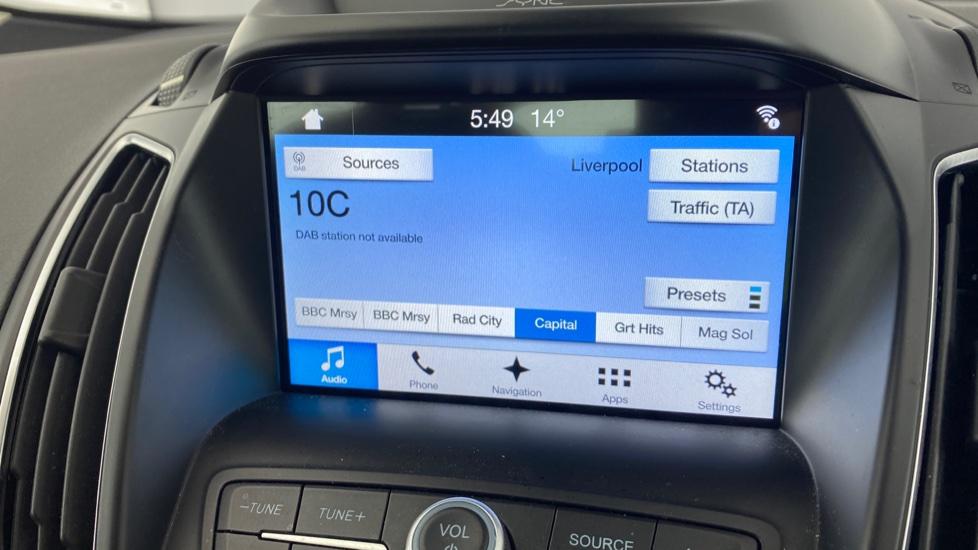 SYNC
5:49 14°
DAB
Sources
Liverpool
Stations
10C
Traffic (TA)
DAB station not available
Presets
BBC Mrsy BBC Mrsy Rad City Capital Grt Hits Mag Sol
Audio Phone Navigation Apps Settings
-TUNE TUNE+ VOL SOURCE